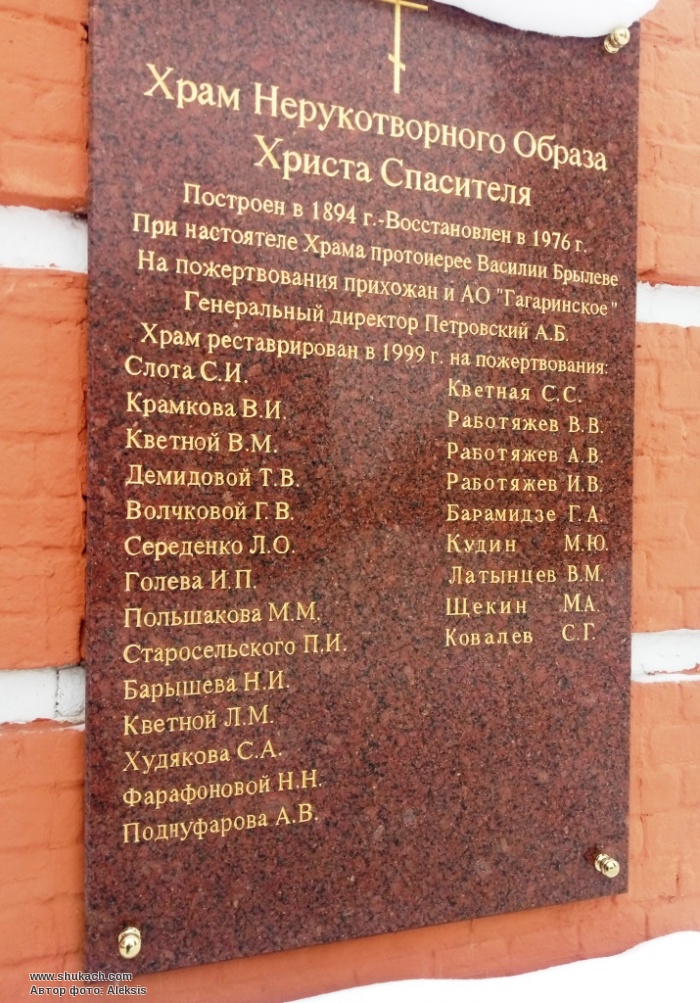 Храм Нерукотворного Образа
Христа Спасителя
Построен в 1894 г.-Восстановлен в 1976 г.
При настоятеле Храма протоиерее Василии Брылеве
На пожертвования прихожан и АО "Гагаринское"
Генеральный директор Петровский А.Б.
Храм реставрирован в 1999 г. на пожертвования:
Слота С.И.
Крамкова В.И.
Кветной В.М.
Демидовой Т.В.
Волчковой Г.В.
Середенко Л.О.
Голева И.П.
Польшакова М.М.
Старосельского П.И.
Барышева Н.И.
Кветной Л.М.
Худякова С.А.
Фарафоновой Н.Н.
Поднуфарова А.В.
Кветная С.С.
Работяжев В.В.
Работяжев А.В.
Работяжев И.В.
Барамидзе Г.А.
Кудин М.Ю.
Латынцев В.М.
Щекин М.А.
Ковалев С.Г.
www.shukach.com
Автор фото: Aleksis